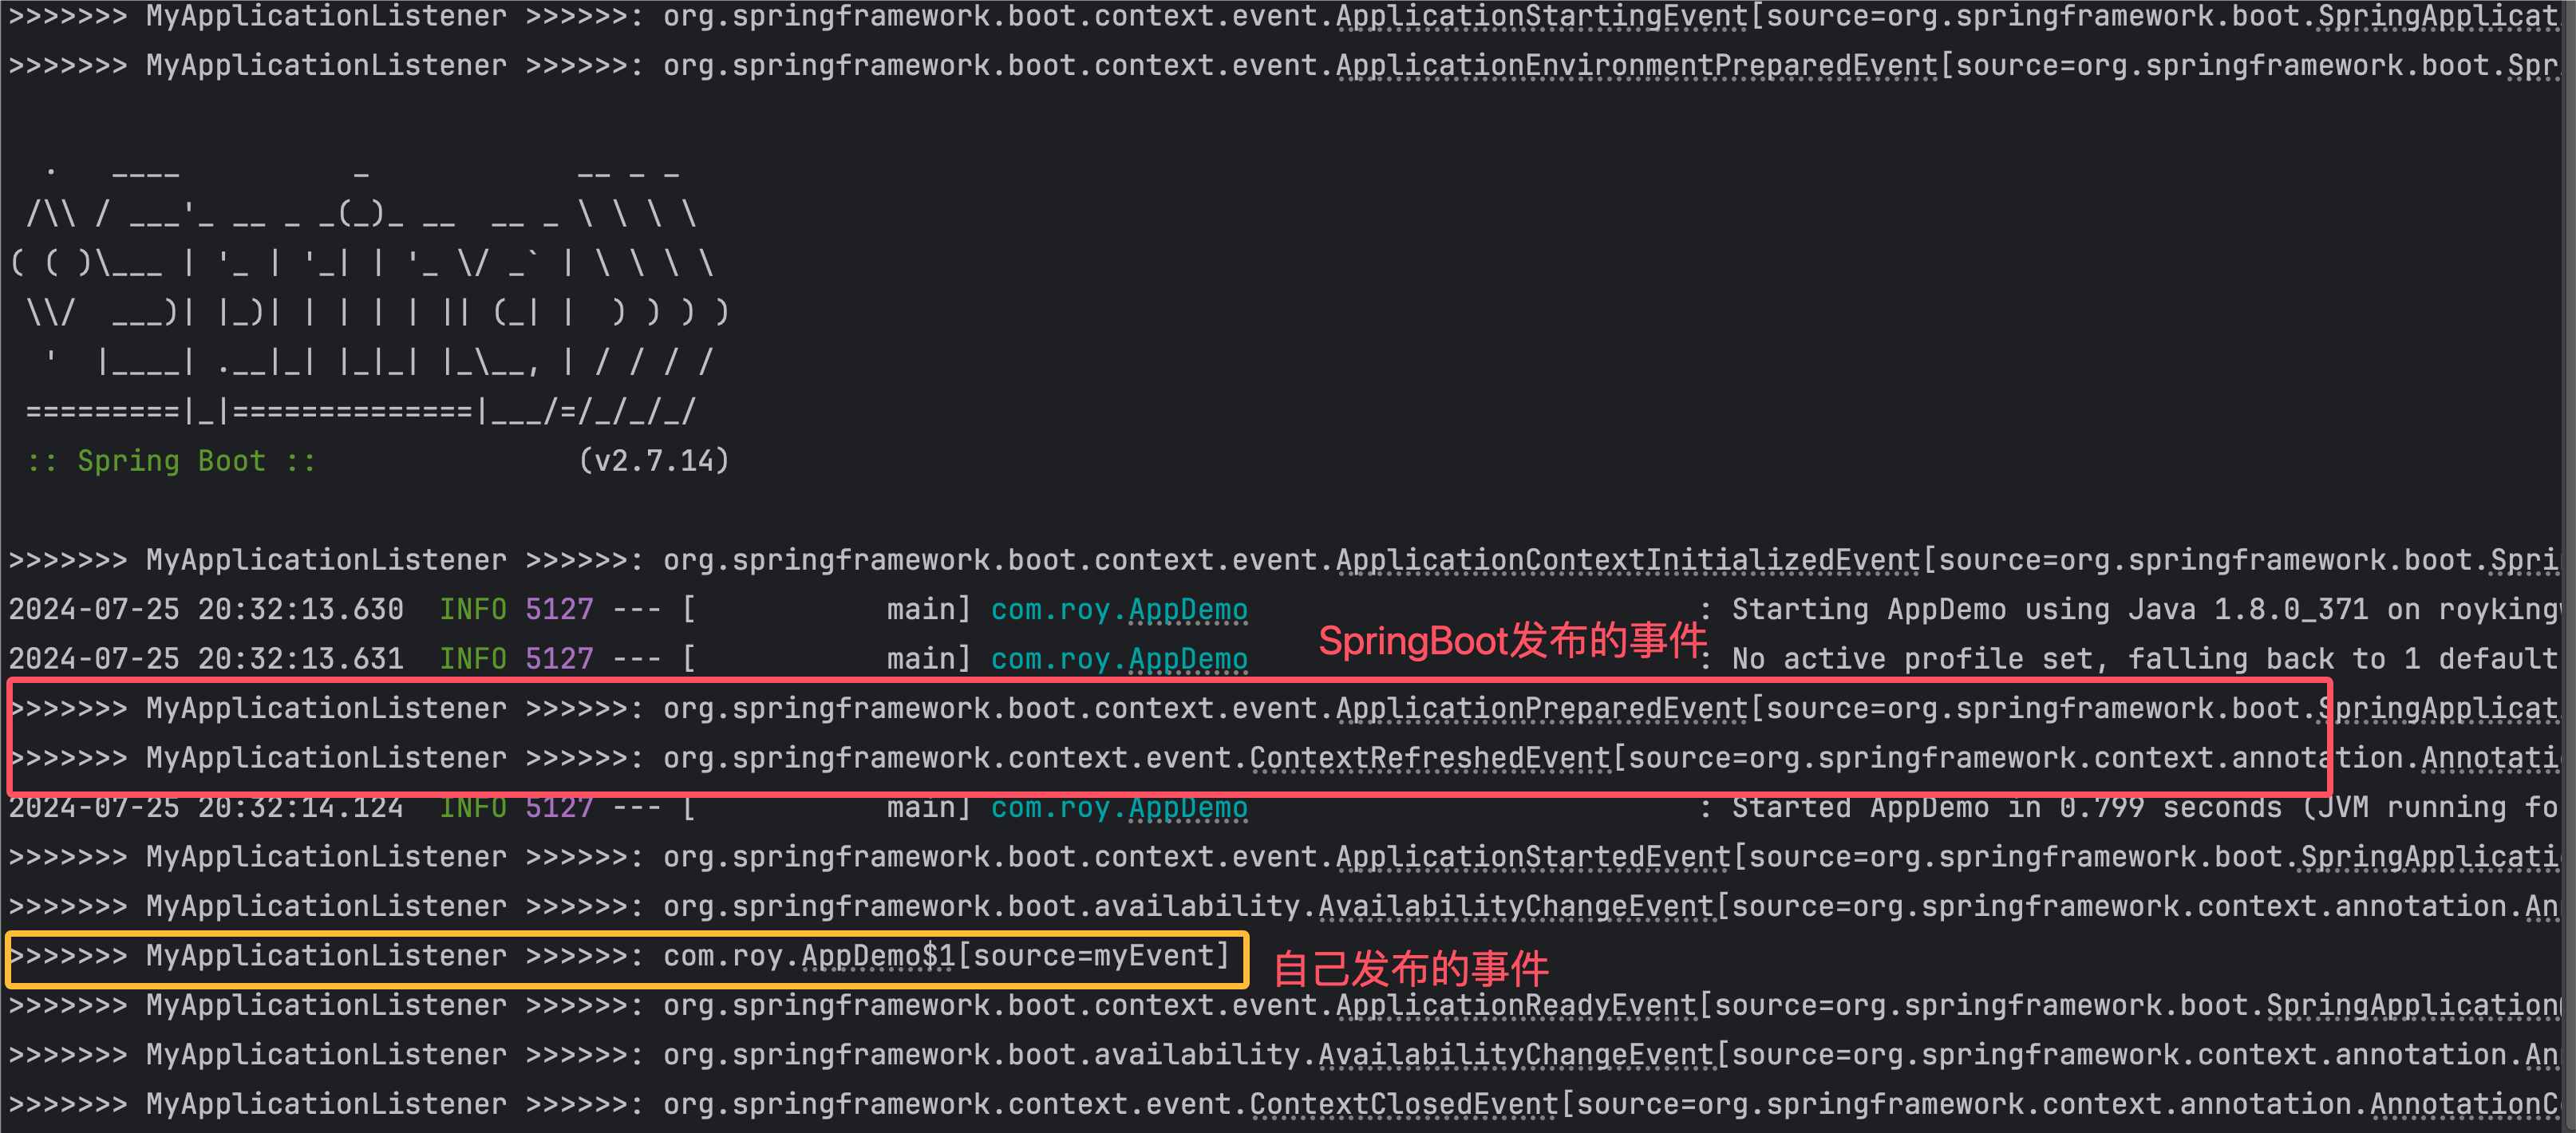 >>>>>>> MyApplicationListener >>>>>>: org.springframework.boot.context.event.ApplicationStartingEvent[source=org.springframework.boot.SpringApplicat
>>>>>>> MyApplicationListener >>>>>>: org.springframework.boot.context.event.ApplicationEnvironmentPreparedEvent[source=org.springframework.boot.Spr
  .   ____          _            __ _ _
 /\\ / ___'_ __ _ _(_)_ __  __ _ \ \ \ \
( ( )\___ | '_ | '_| | '_ \/ _` | \ \ \ \
 \\/  ___)| |_)| | | | | || (_| |  ) ) ) )
  '  |____| .__|_| |_|_| |_\__, | / / / /
 =========|_|==============|___/=/_/_/_/
 :: Spring Boot ::                (v2.7.14)
>>>>>>> MyApplicationListener >>>>>>: org.springframework.boot.context.event.ApplicationContextInitializedEvent[source=org.springframework.boot.Spri
2024-07-25 20:32:13.630  INFO 5127 --- [           main] com.roy.AppDemo                          : Starting AppDemo using Java 1.8.0_371 on royking
SpringBoot发布的事件
2024-07-25 20:32:13.631  INFO 5127 --- [           main] com.roy.AppDemo                          : No active profile set, falling back to 1 default
>>>>>>> MyApplicationListener >>>>>>: org.springframework.boot.context.event.ApplicationPreparedEvent[source=org.springframework.boot.SpringApplicat
>>>>>>> MyApplicationListener >>>>>>: org.springframework.context.event.ContextRefreshedEvent[source=org.springframework.context.annotation.Annotati
2024-07-25 20:32:14.124  INFO 5127 --- [           main] com.roy.AppDemo                          : Started AppDemo in 0.799 seconds (JVM running fo
>>>>>>> MyApplicationListener >>>>>>: org.springframework.boot.context.event.ApplicationStartedEvent[source=org.springframework.boot.SpringApplicati
>>>>>>> MyApplicationListener >>>>>>: org.springframework.boot.availability.AvailabilityChangeEvent[source=org.springframework.context.annotation.An
>>>>>>> MyApplicationListener >>>>>>: com.roy.AppDemo$1[source=myEvent]
自己发布的事件
>>>>>>> MyApplicationListener >>>>>>: org.springframework.boot.context.event.ApplicationReadyEvent[source=org.springframework.boot.SpringApplication
>>>>>>> MyApplicationListener >>>>>>: org.springframework.boot.availability.AvailabilityChangeEvent[source=org.springframework.context.annotation.An
>>>>>>> MyApplicationListener >>>>>>: org.springframework.context.event.ContextClosedEvent[source=org.springframework.context.annotation.AnnotationC